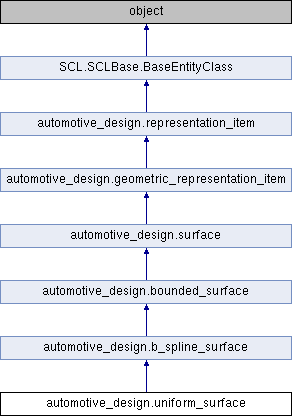 object
SCL.SCLBase.BaseEntityClass
automotive_design.representation_item
automotive_design.geometric_representation_item
automotive_design.surface
automotive_design.bounded_surface
automotive_design.b_spline_surface
automotive_design.uniform_surface